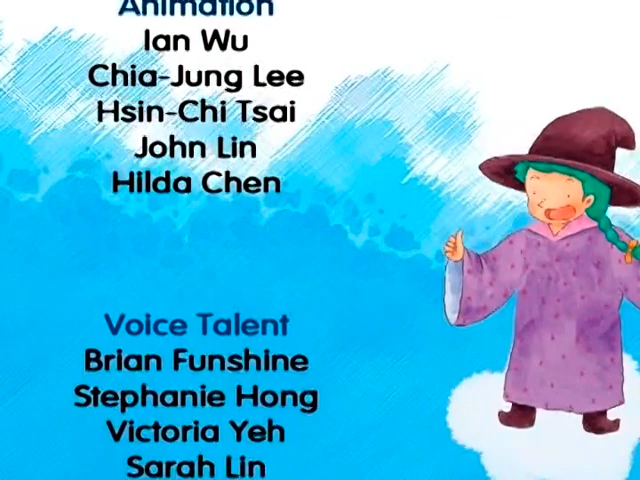 Animation
Ian Wu
Chia-Jung Lee
Hsin-Chi Tsai
John Lin
Hilda Chen
Voice Talent
Brian Funshine
Stephanie Hong
Victoria Yeh
Sarah Lin